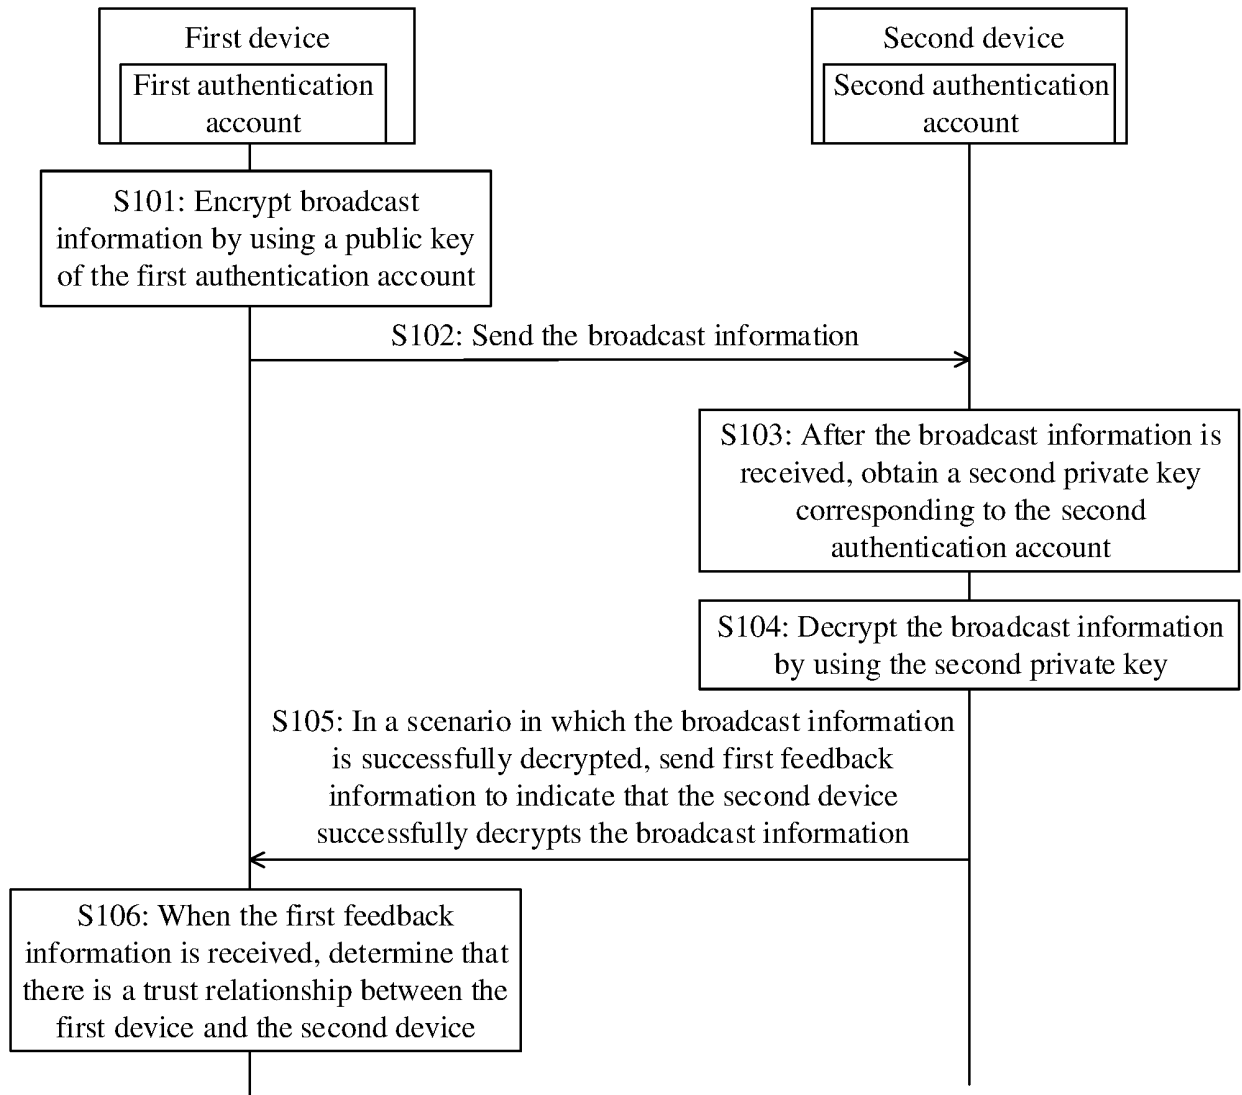 First device
First authentication
account
Second device
Second authentication
account
S101: Encrypt broadcast
information by using a public key
of the first authentication account
S102: Send the broadcast information
S103: After the broadcast information is
received, obtain a second private key
corresponding to the second
authentication account
S104: Decrypt the broadcast information
by using the second private key
S105: In a scenario in which the broadcast information
is successfully decrypted, send first feedback
information to indicate that the second device
successfully decrypts the broadcast information
S106: When the first feedback
information is received, determine that
there is a trust relationship between the
first device and the second device